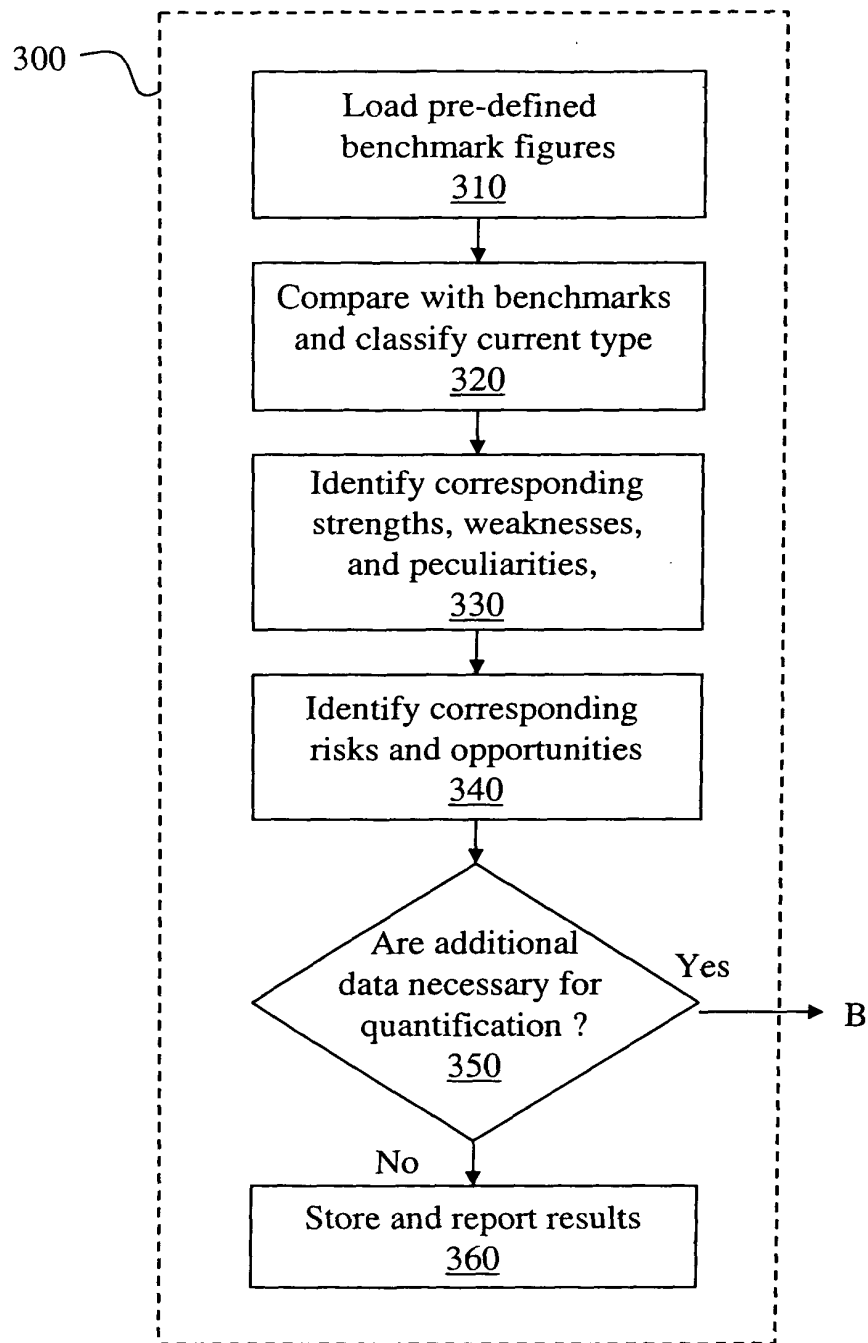 300
Load pre-defined
benchmark figures
310
Compare with benchmarks
and classify current type
320
Identify corresponding
strengths, weaknesses,
and peculiarities,
330
Identify corresponding
risks and opportunities
340
Are additional
data necessary for
quantification ?
350
Yes
B
No
Store and report results
360